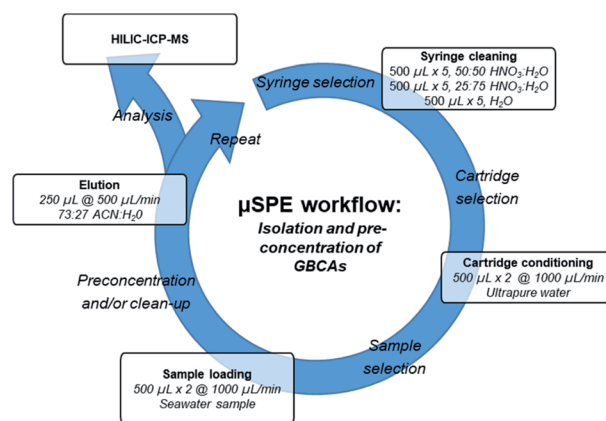 HILIC-ICP-MS
Syringe selection
Syringe cleaning
500 µL x 5, 50:50 HNO₃:H₂O
500 µL x 5, 25:75 HNO₃:H₂O
500 µL x 5, H₂O
Analysis
Repeat
Cartridge
selection
Elution
250 µL @ 500 µL/min
73:27 ACN:H₂0
µSPE workflow:
Isolation and pre-
concentration of
GBCAs
Cartridge conditioning
500 µL x 2 @ 1000 µL/min
Ultrapure water
Preconcentration
and/or clean-up
Sample
selection
Sample loading
500 µL x 2 @ 1000 µL/min
Seawater sample